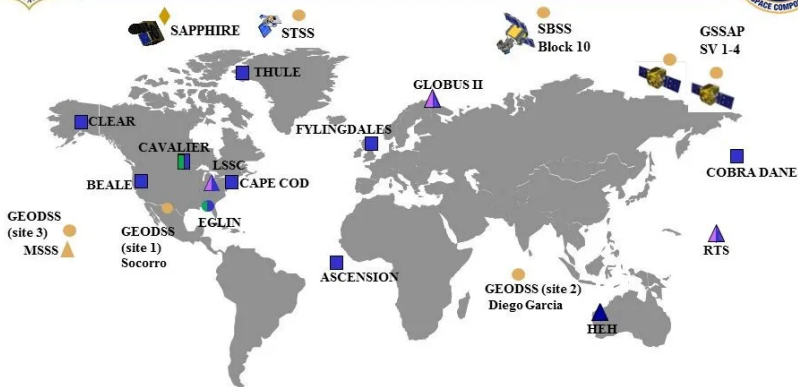 SPACE COMPO
SAPPHIRE
STSS
SBSS
Block 10
GSSAP
SV 1-4
THULE
GLOBUS II
CLEAR
FYLINGDALES
CAVALIER
LSSC
COBRA DANE
BEALE
CAPE COD
GEODSS
(site 3)
MSSS
GEODSS
(site 1)
Socorro
EGLIN
RTS
ASCENSION
GEODSS (site 2)
Diego Garcia
HEH